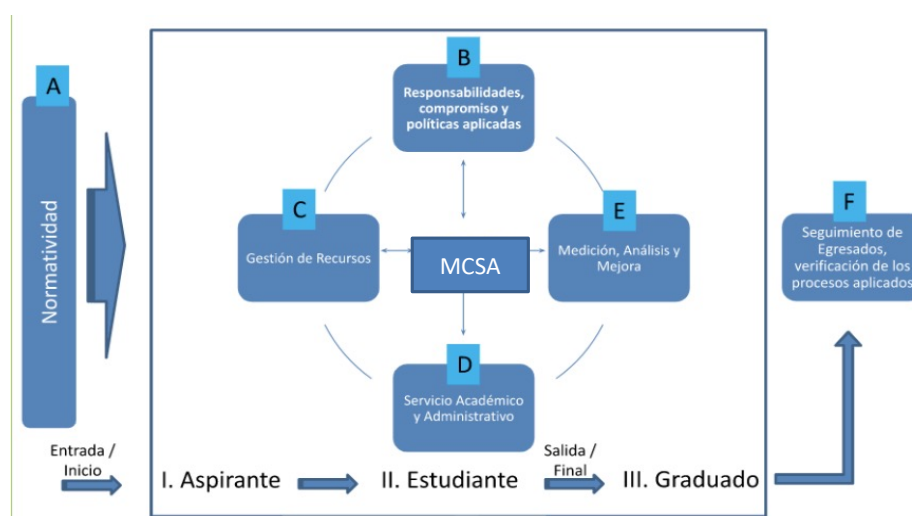 A
Normatividad
B
Responsabilidades,
compromiso y
políticas aplicadas
C
Gestión de Recursos
MCSA
E
Medición, Análisis y
Mejora
D
Servicio Académico
y Administrativo
F
Seguimiento de
Egresados,
verificación de los
procesos aplicados
Entrada /
Inicio
I. Aspirante
II. Estudiante
Salida /
Final
III. Graduado